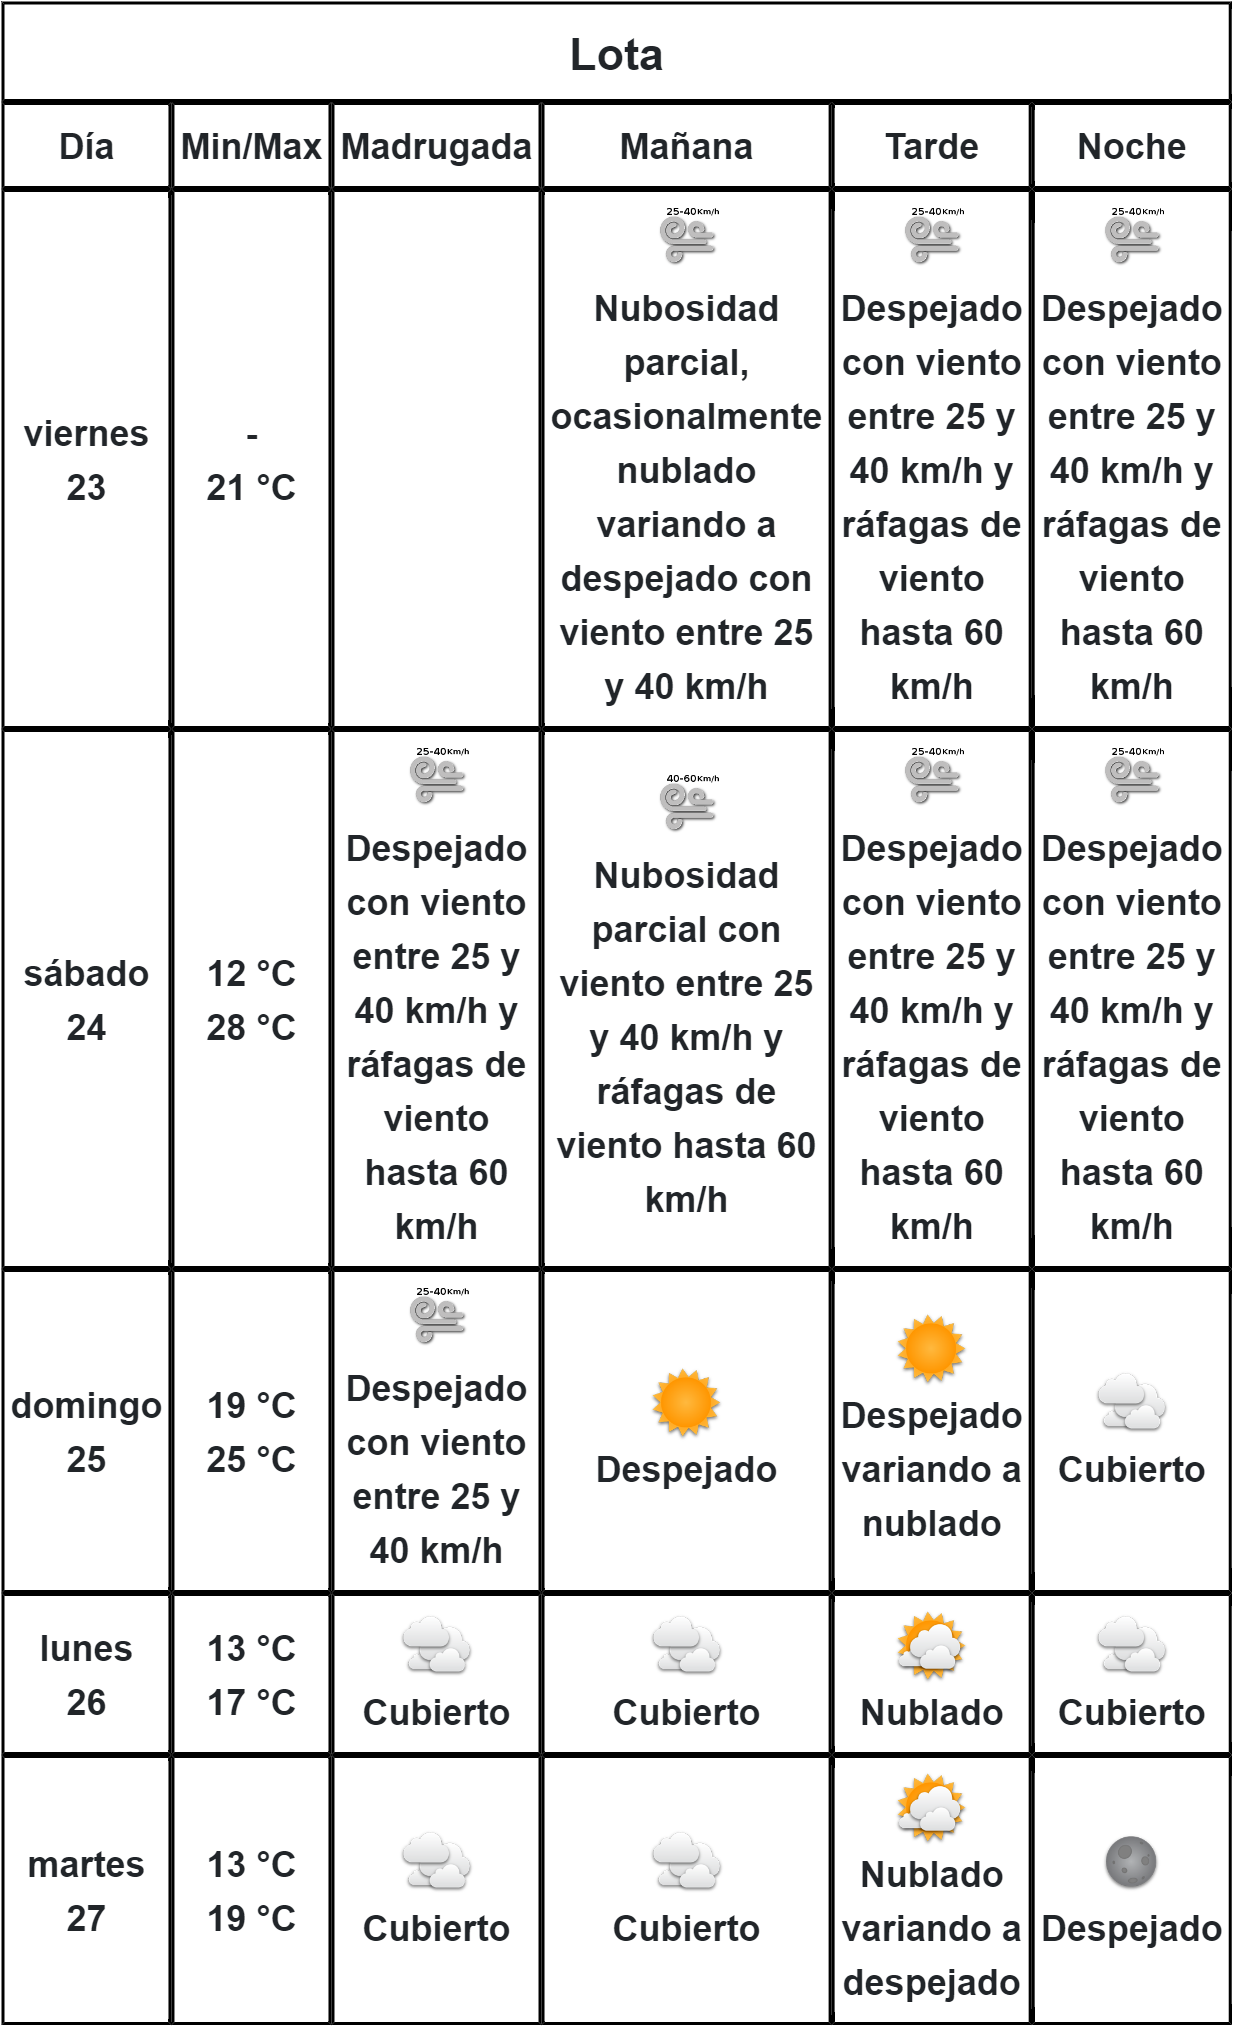 Lota
Día
Min/Max
Madrugada
Mañana
Tarde
Noche
viernes
23
-
21 °C
25-40Km/h
Nubosidad
parcial,
ocasionalmente
nublado
variando a
despejado con
viento entre 25
y 40 km/h
25-40Km/h
Despejado
con viento
entre 25 y
40 km/h y
ráfagas de
viento
hasta 60
km/h
25-40Km/h
Despejado
con viento
entre 25 y
40 km/h y
ráfagas de
viento
hasta 60
km/h
sábado
24
12 °C
28 °C
25-40Km/h
Despejado
con viento
entre 25 y
40 km/h y
ráfagas de
viento
hasta 60
km/h
40-60Km/h
Nubosidad
parcial con
viento entre 25
y 40 km/h y
ráfagas de
viento hasta 60
km/h
25-40Km/h
Despejado
con viento
entre 25 y
40 km/h y
ráfagas de
viento
hasta 60
km/h
25-40Km/h
Despejado
con viento
entre 25 y
40 km/h y
ráfagas de
viento
hasta 60
km/h
domingo
25
19 °C
25 °C
25-40Km/h
Despejado
con viento
entre 25 y
40 km/h
Despejado
Despejado
variando a
nublado
Cubierto
lunes
26
13 °C
17 °C
Cubierto
Cubierto
Nublado
Cubierto
martes
27
13 °C
19 °C
Cubierto
Cubierto
Nublado
variando a
despejado
Despejado